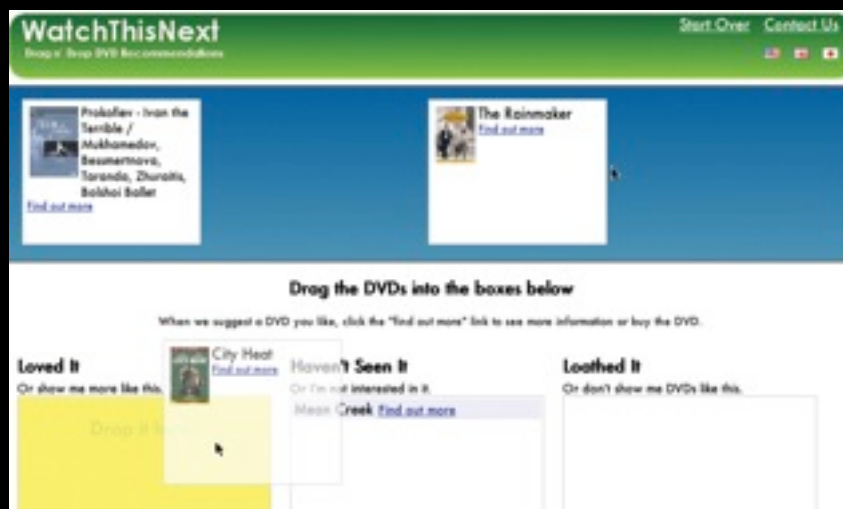 WatchThisNext
Drag n' Drop DVD Recommendations
Start Over Contact Us
Prokofiev - Ivan the
Terrible /
Mukhamedov,
Bessmertnova,
Taranda, Zhuraitis,
Bolshoi Ballet
Find out more
The Rainmaker
Find out more
Drag the DVDs into the boxes below
When we suggest a DVD you like, click the "find out more" link to see more information or buy the DVD.
Loved It
Or show me more like this.
Drop it here
City Heat
Find out more
Haven't Seen It
Or I'm not interested in it.
Mean Creek Find out more
Loathed It
Or don't show me DVDs like this.